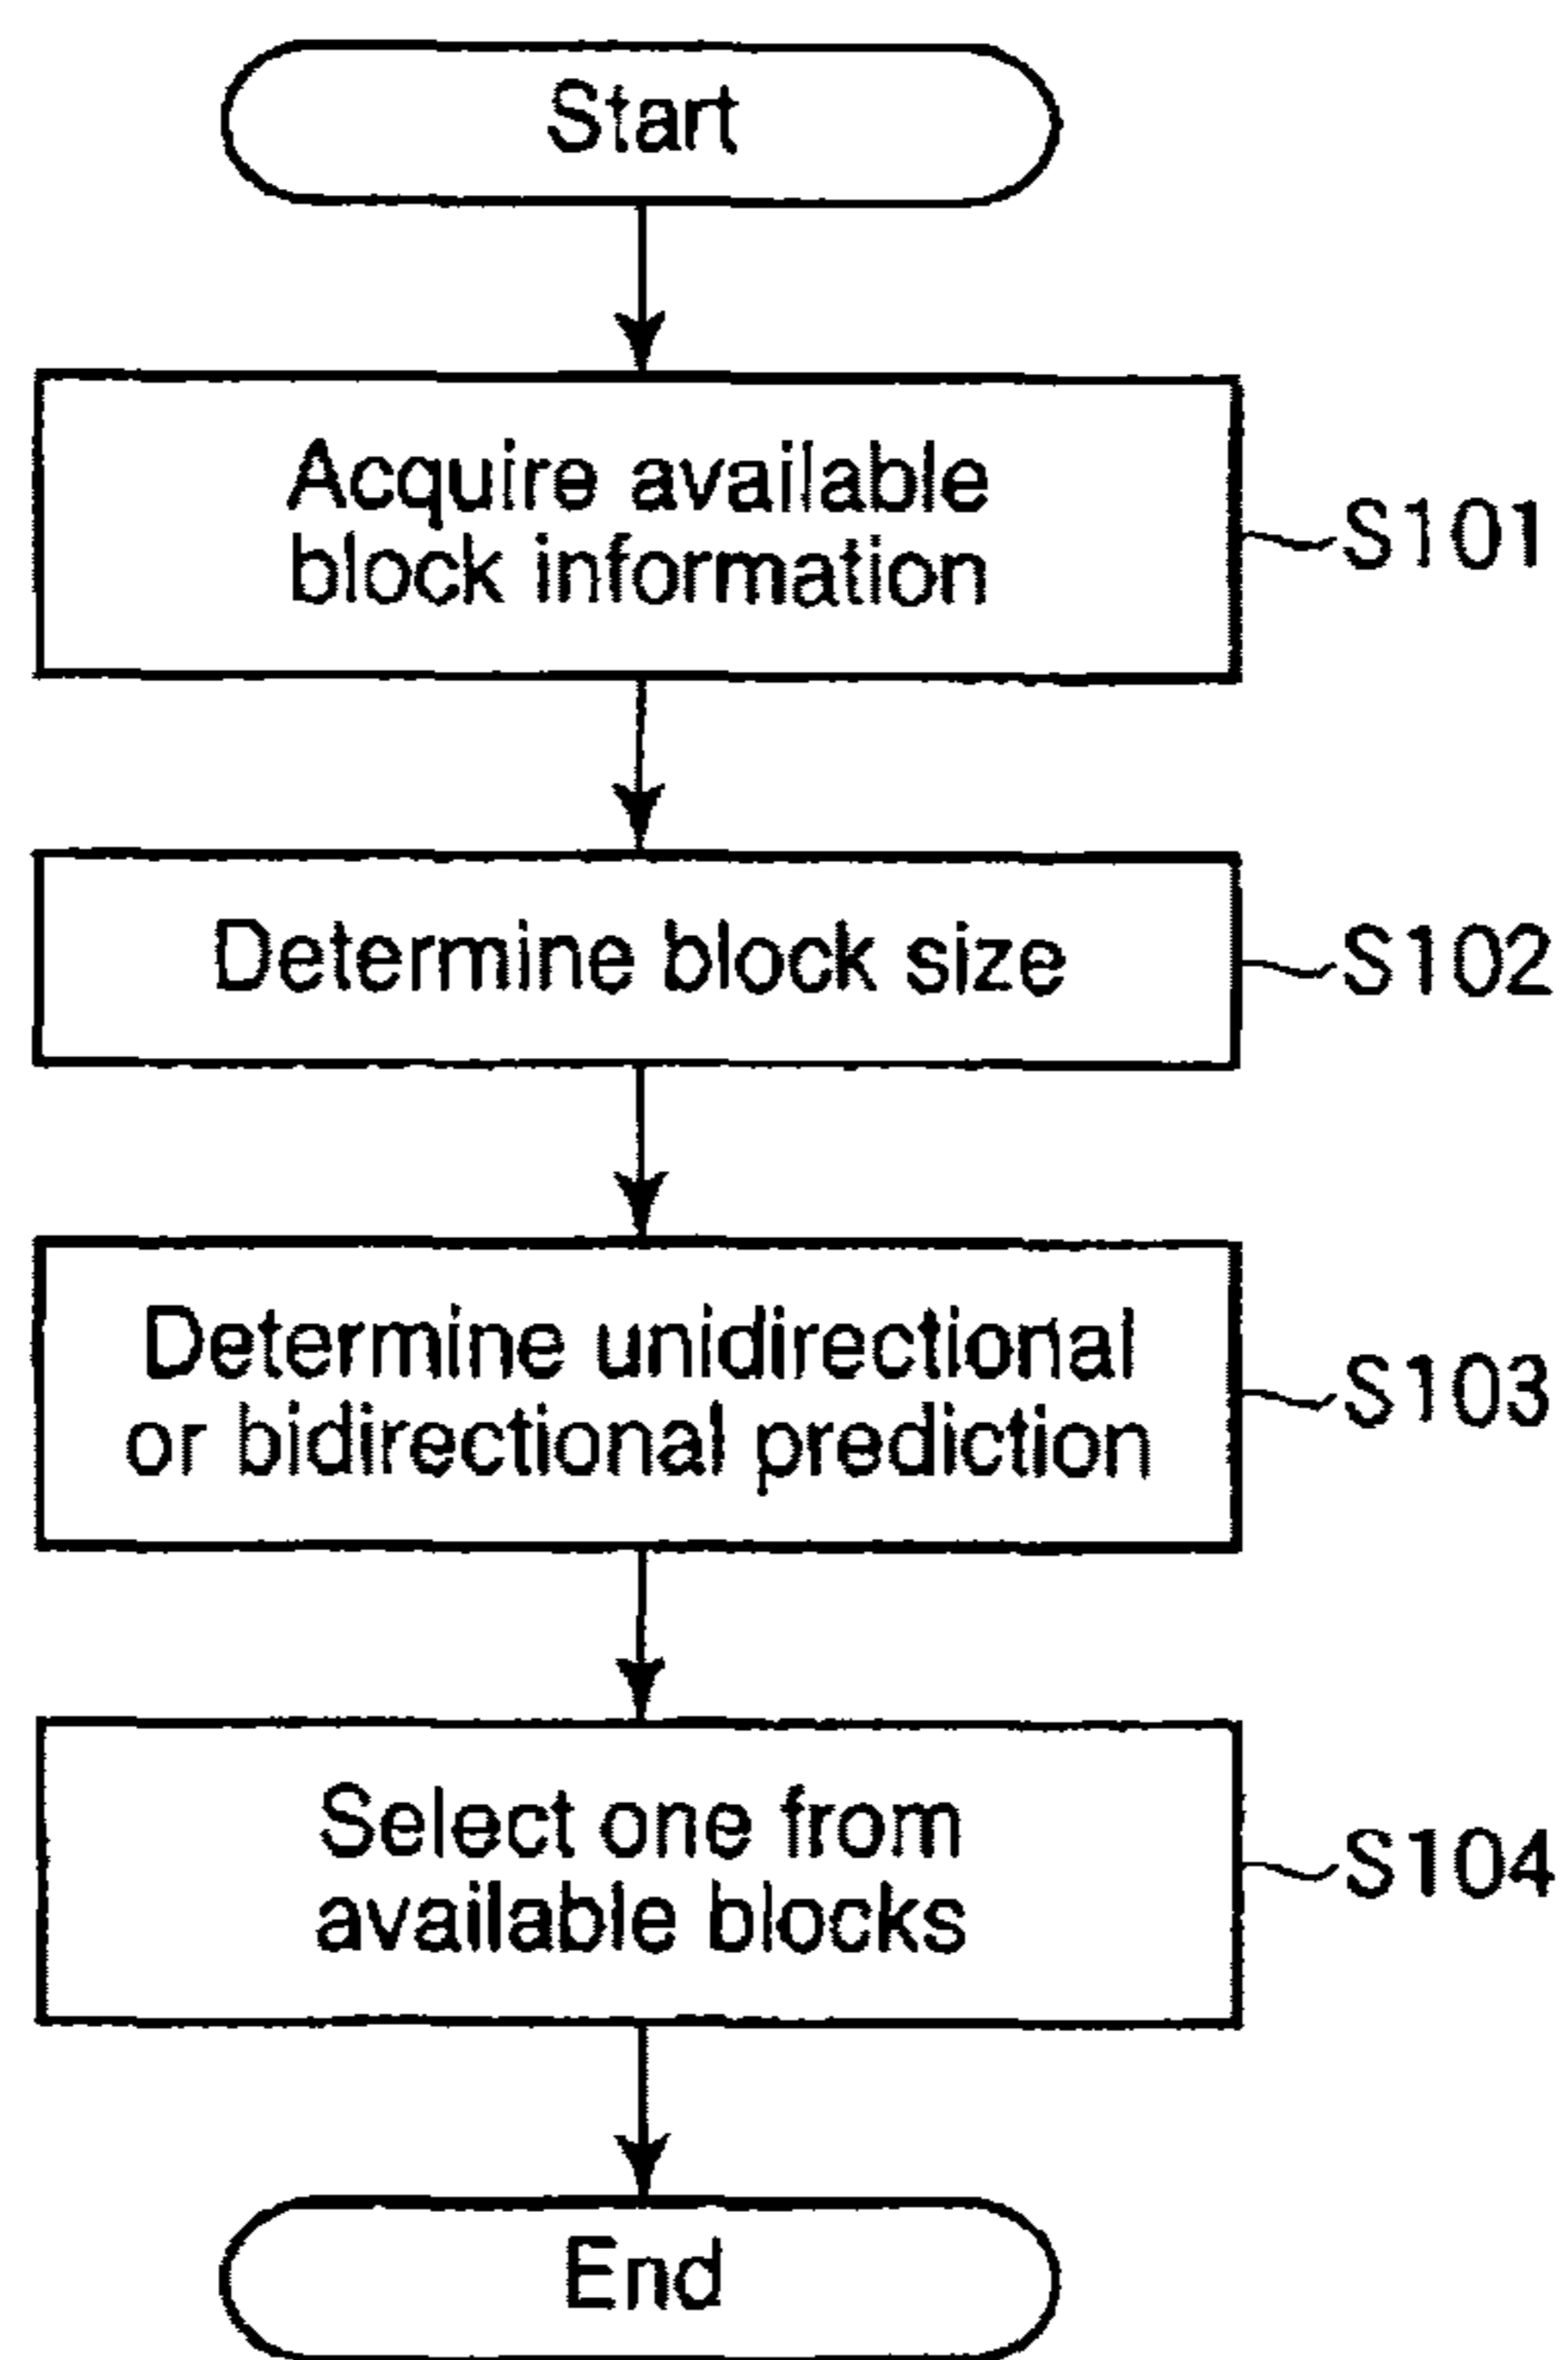 Start
Acquire available
block information
S101
Determine block size
S102
Determine unidirectional
or bidirectional prediction
S103
Select one from
available blocks
S104
End